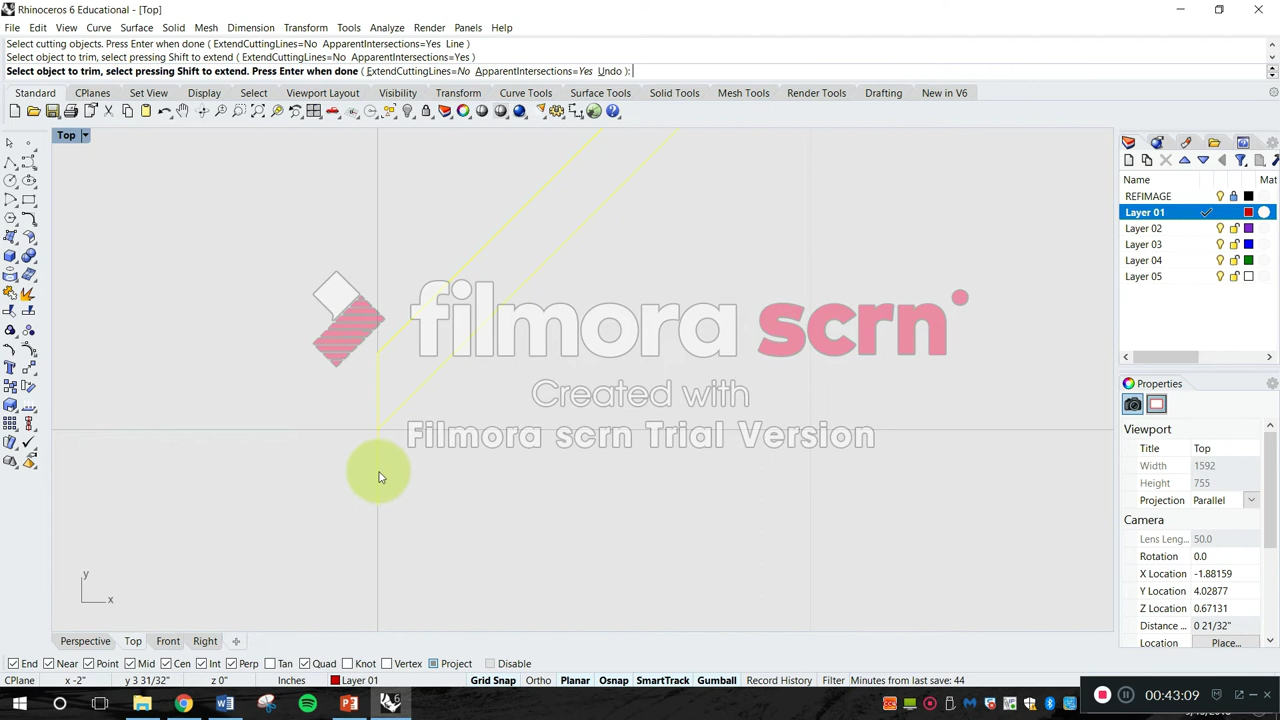 Rhinoceros 6 Educational - [Top]
File Edit View Curve Surface Solid Mesh Dimension Transform Tools Analyze Render Panels Help
Select cutting objects. Press Enter when done ( ExtendCuttingLines=No ApparentIntersections=Yes Line )
Select object to trim, select pressing Shift to extend ( ExtendCuttingLines=No ApparentIntersections=Yes )
Select object to trim, select pressing Shift to extend. Press Enter when done ( ExtendCuttingLines=No ApparentIntersections=Yes Undo ):
Standard CPlanes Set View Display Select Viewport Layout Visibility Transform Curve Tools Surface Tools Solid Tools Mesh Tools Render Tools Drafting New in V6
Top
Name Mat
REFIMAGE
Layer 01
Layer 02
Layer 03
Layer 04
Layer 05
filmora scrn
Created with
Filmora scrn Trial Version
Properties
Viewport
Title Top
Width 1592
Height 755
Projection Parallel
Camera
Lens Leng... 50.0
Rotation 0.0
X Location -1.88159
Y Location 4.02877
Z Location 0.67131
Distance ... 0 21/32"
Location Place...
y
x
Perspective Top Front Right
End Near Point Mid Cen Int Perp Tan Quad Knot Vertex Project Disable
CPlane x -2" y 3 31/32" z 0" Inches Layer 01 Grid Snap Ortho Planar Osnap SmartTrack Gumball Record History Filter Minutes from last save: 44
00:43:09